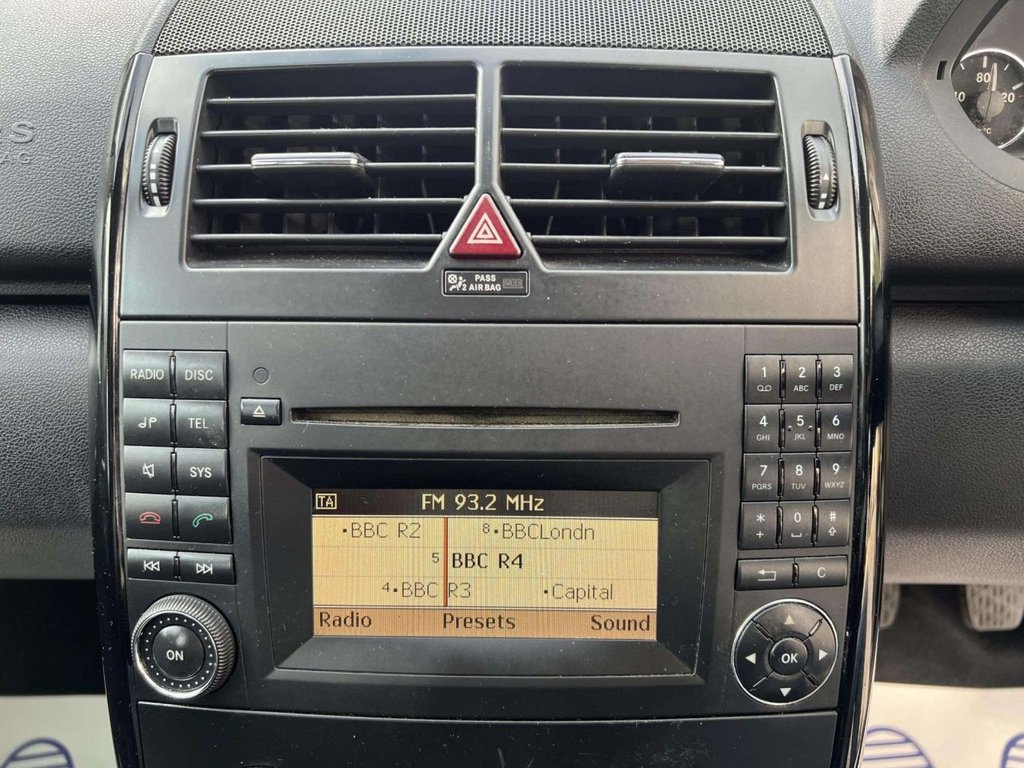 80
PASS
2 AIR BAG
RADIO DISC
TEL
SYS
ON
TA FM 93.2 MHz
BBC R2 8 BBCLondn
5 BBC R4
4 BBC R3 Capital
Radio Presets Sound
1 2 ABC 3 DEF
4 GHI 5 JKL 6 MNO
7 PQRS 8 TUV 9 WXYZ
* + 0 #
C
OK